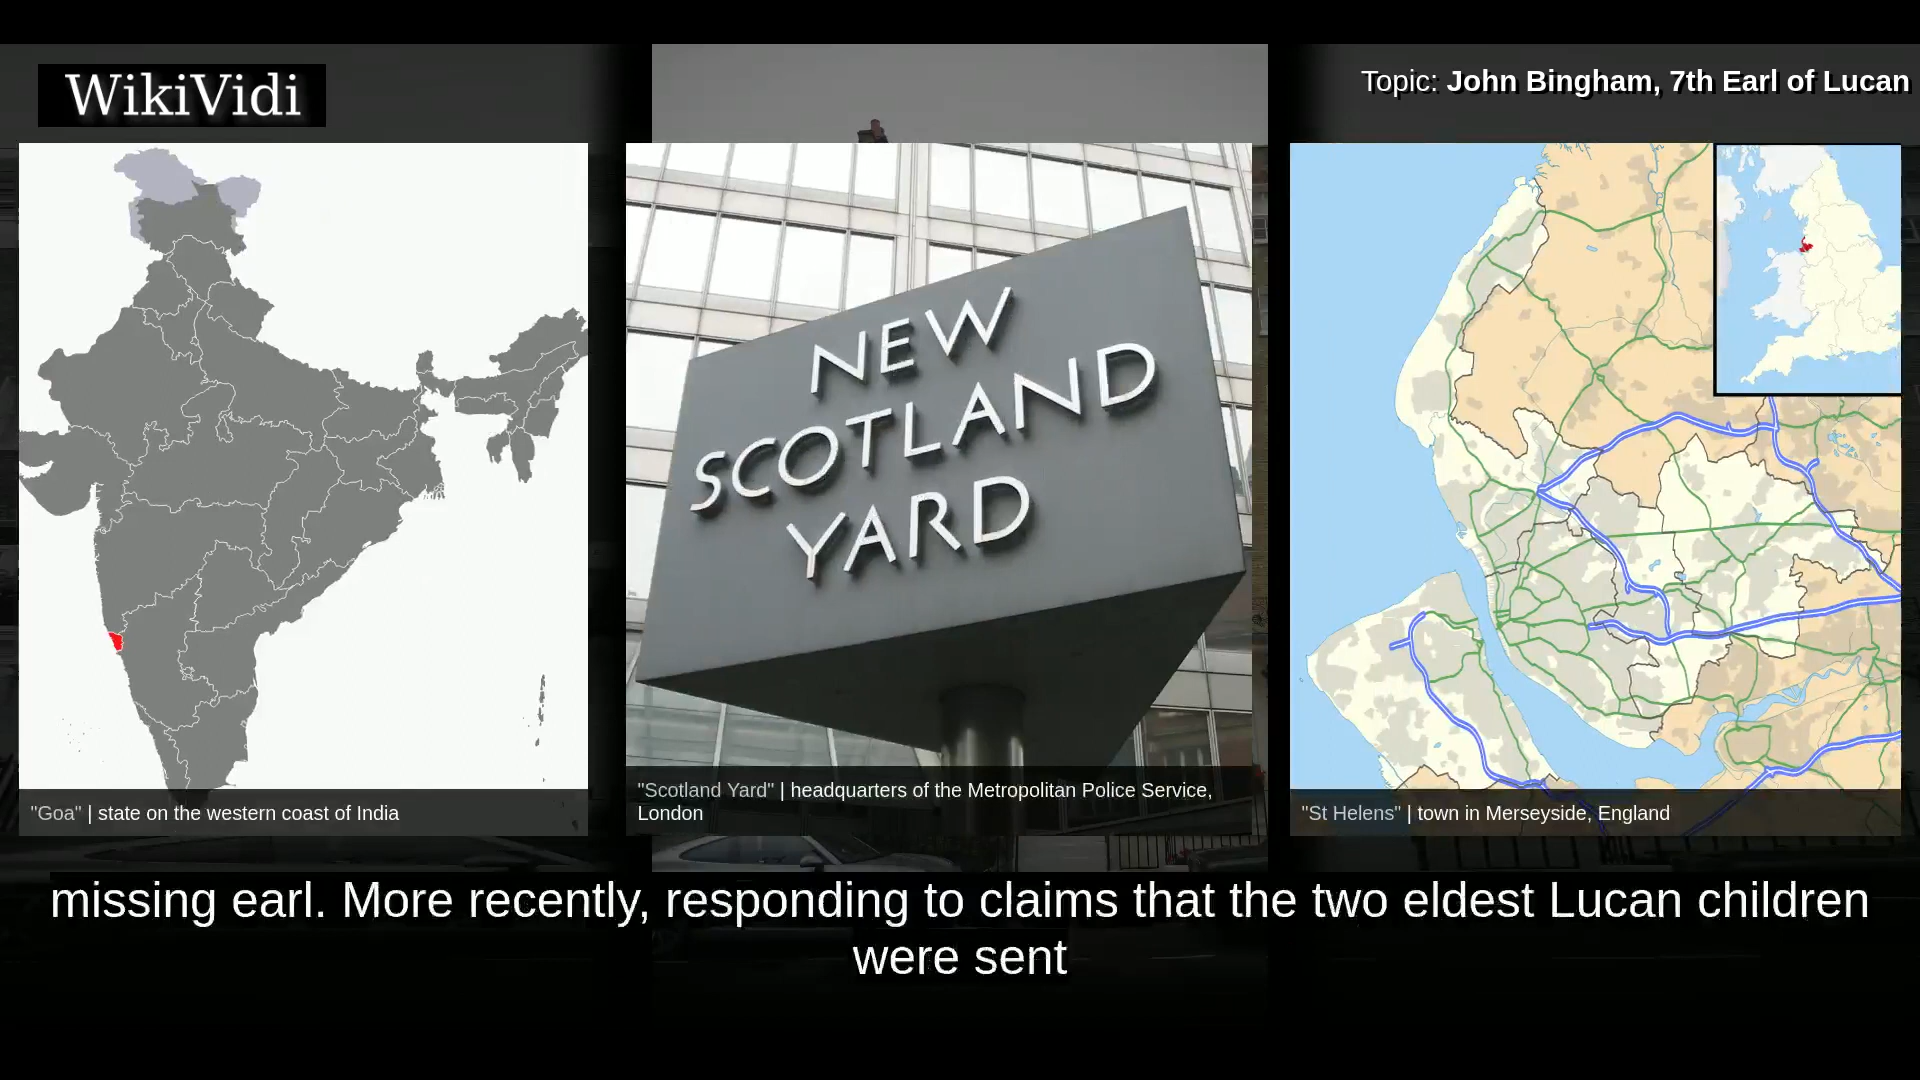 WikiVidi
Topic: John Bingham, 7th Earl of Lucan
NEW
SCOTLAND
YARD
"Goa" | state on the western coast of India
"Scotland Yard" | headquarters of the Metropolitan Police Service,
London
"St Helens" | town in Merseyside, England
missing earl. More recently, responding to claims that the two eldest Lucan children
were sent